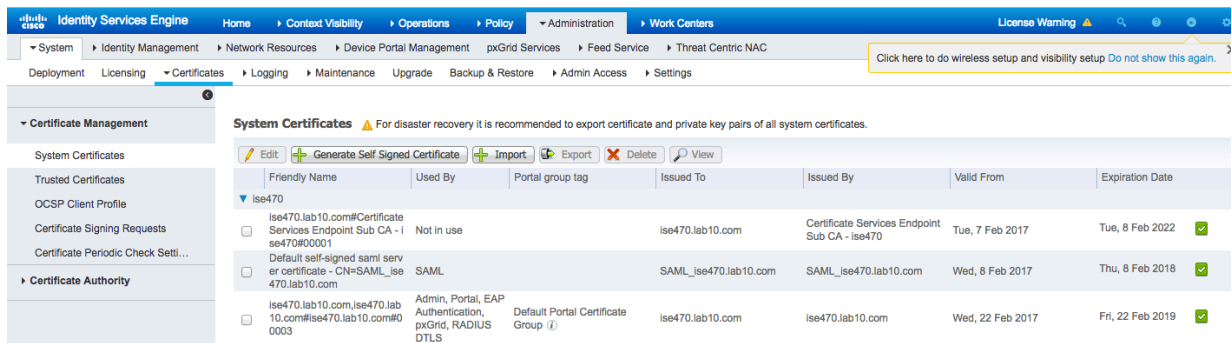 cisco Identity Services Engine Home Context Visibility Operations Policy Administration Work Centers License Warning
System Identity Management Network Resources Device Portal Management pxGrid Services Feed Service Threat Centric NAC
Click here to do wireless setup and visibility setup Do not show this again.
Deployment Licensing Certificates Logging Maintenance Upgrade Backup & Restore Admin Access Settings
Certificate Management
System Certificates
Trusted Certificates
OCSP Client Profile
Certificate Signing Requests
Certificate Periodic Check Setti...
Certificate Authority
System Certificates For disaster recovery it is recommended to export certificate and private key pairs of all system certificates.
Edit Generate Self Signed Certificate Import Export Delete View
Friendly Name Used By Portal group tag Issued To Issued By Valid From Expiration Date
ise470
ise470.lab10.com#Certificate
Services Endpoint Sub CA - i
se470#00001
Not in use
ise470.lab10.com
Certificate Services Endpoint
Sub CA - ise470
Tue, 7 Feb 2017
Tue, 8 Feb 2022
Default self-signed saml serv
er certificate - CN=SAML_ise
470.lab10.com
SAML
SAML_ise470.lab10.com
SAML_ise470.lab10.com
Wed, 8 Feb 2017
Thu, 8 Feb 2018
ise470.lab10.com,ise470.lab
10.com#ise470.lab10.com#0
0003
Admin, Portal, EAP
Authentication,
pxGrid, RADIUS
DTLS
Default Portal Certificate
Group
ise470.lab10.com
ise470.lab10.com
Wed, 22 Feb 2017
Fri, 22 Feb 2019